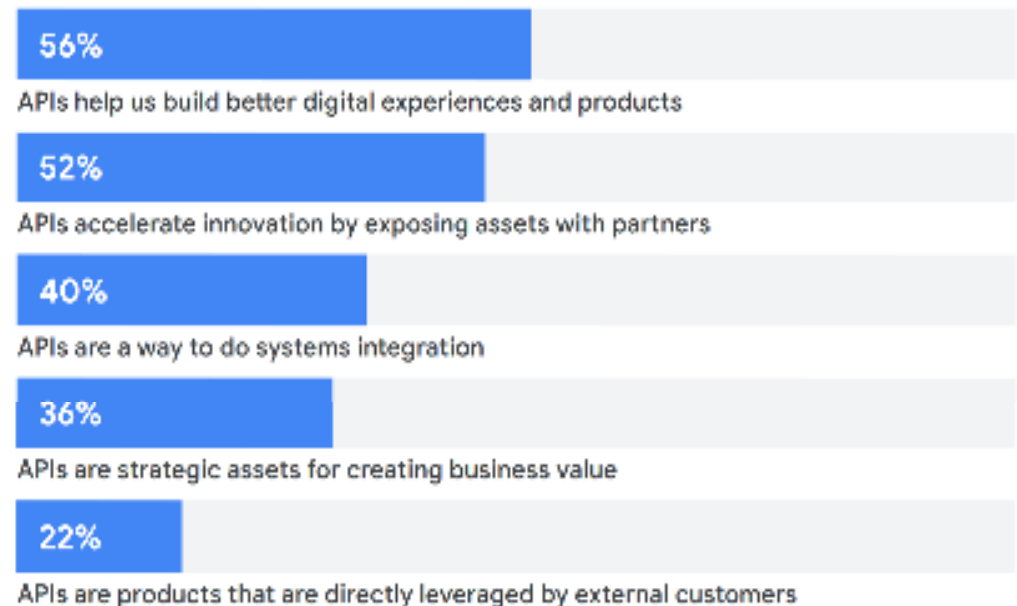 56%
APIs help us build better digital experiences and products
52%
APIs accelerate innovation by exposing assets with partners
40%
APIs are a way to do systems integration
36%
APIs are strategic assets for creating business value
22%
APIs are products that are directly leveraged by external customers